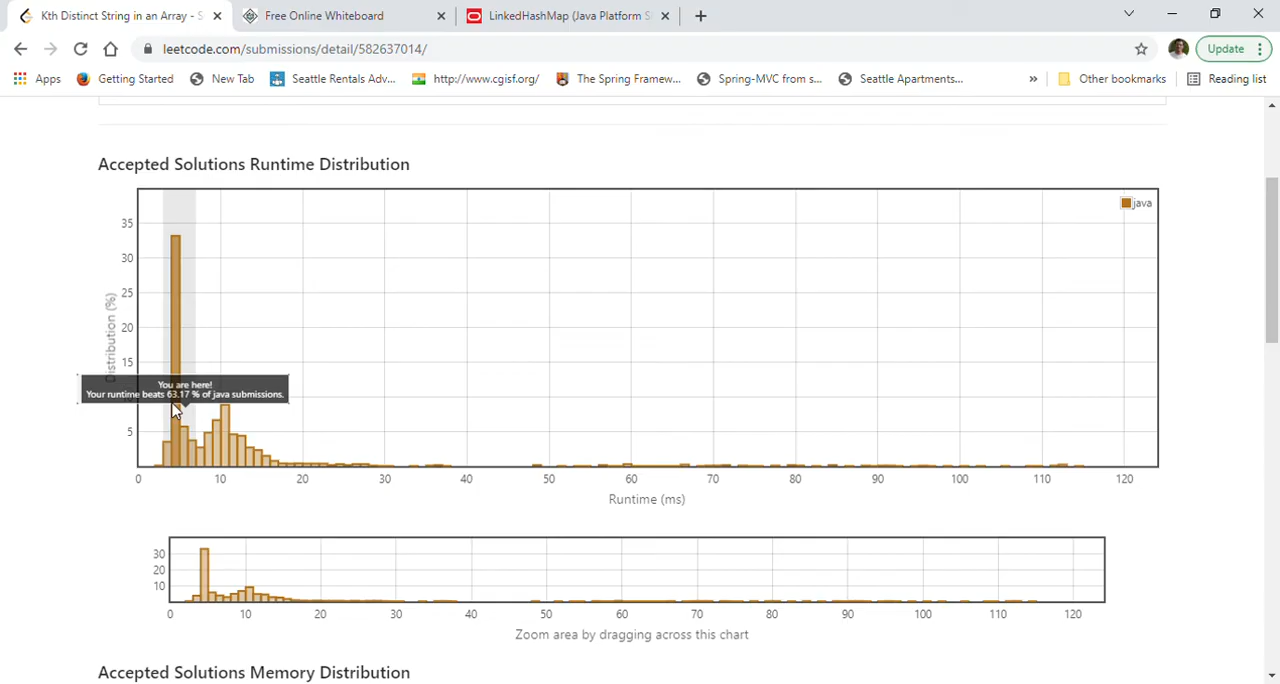 Kth Distinct String in an Array - S
Free Online Whiteboard
LinkedHashMap (Java Platform S
leetcode.com/submissions/detail/582637014/
Update
Apps
Getting Started
New Tab
Seattle Rentals Adv...
http://www.cgisf.org/
The Spring Framew...
Spring-MVC from s...
Seattle Apartments...
»
Other bookmarks
Reading list
Accepted Solutions Runtime Distribution
java
35
30
25
20
15
5
Distribution (%)
You are here!
Your runtime beats 63.17 % of java submissions.
0 10 20 30 40 50 60 70 80 90 100 110 120
Runtime (ms)
30
20
10
0 10 20 30 40 50 60 70 80 90 100 110 120
Zoom area by dragging across this chart
Accepted Solutions Memory Distribution